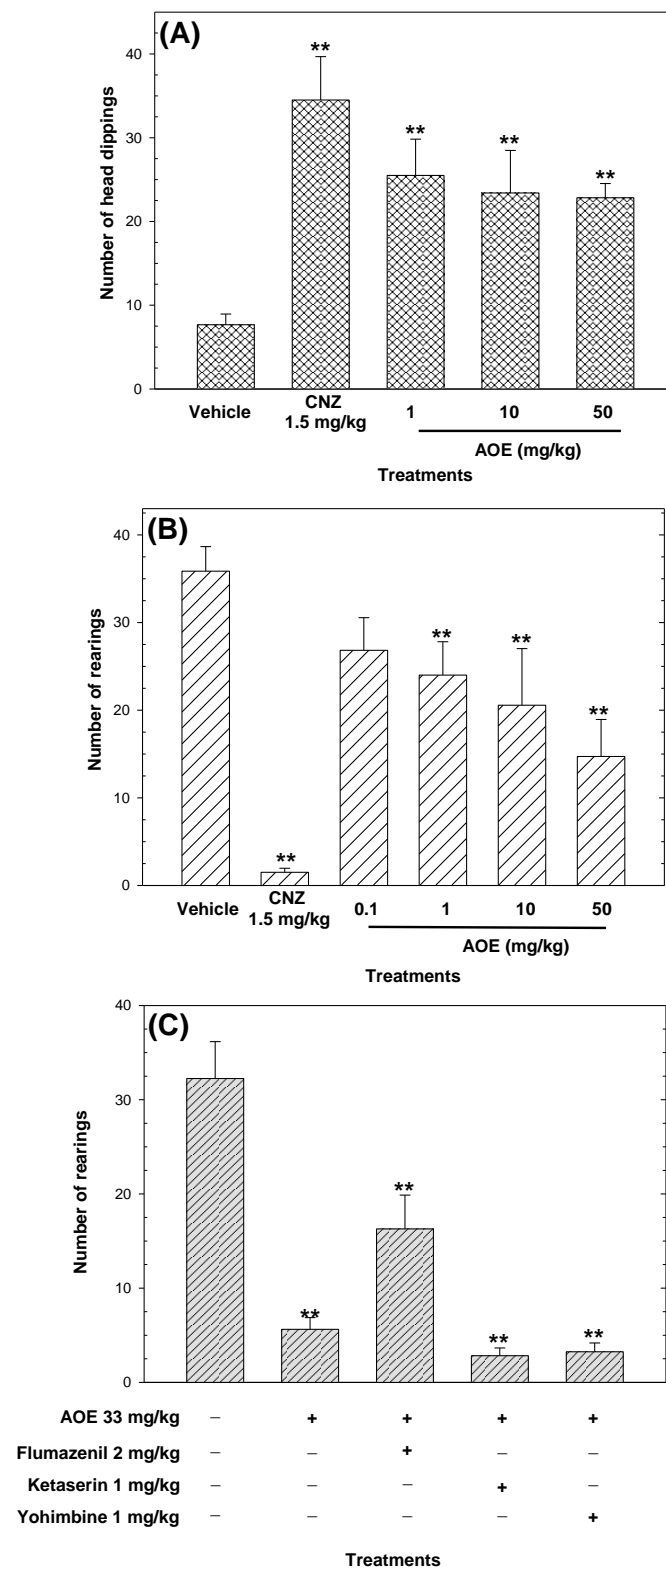 (A)
Number of head dippings
40
30
20
10
0
**
**
**
**
Vehicle
CNZ
1.5 mg/kg
1
10
50
AOE (mg/kg)
Treatments
(B)
Number of rearings
40
30
20
10
0
**
**
**
**
Vehicle
CNZ
1.5 mg/kg
0.1
1
10
50
AOE (mg/kg)
Treatments
(C)
Number of rearings
40
30
20
10
0
**
**
**
**
AOE 33 mg/kg – + + + +
Flumazenil 2 mg/kg – – + – –
Ketaserin 1 mg/kg – – – + –
Yohimbine 1 mg/kg – – – – +
Treatments